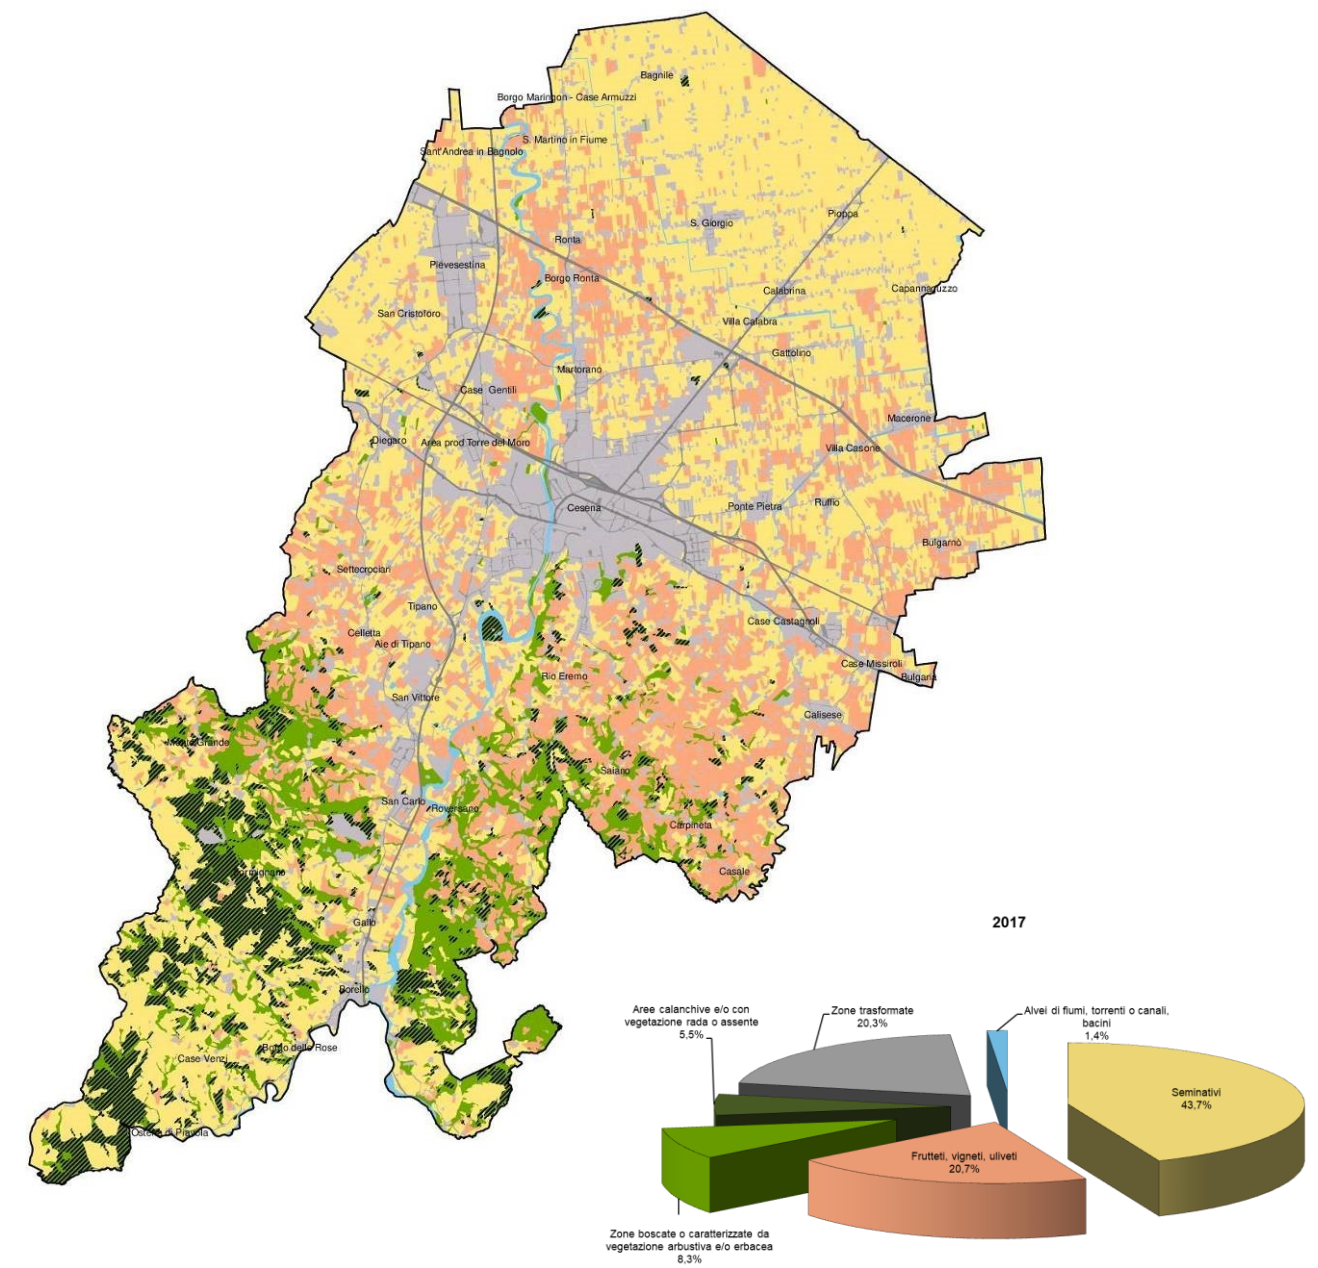 Bagnile
Borgo Maringon - Case Armuzzi
S. Martino in Fiume
Sant'Andrea in Bagnolo
Pioppa
S. Giorgio
Ronta
Pievesestina
Borgo Ronta
Calabrina
Capannaguzzo
San Cristoforo
Villa Calabra
Gattolino
Martorano
Case Gentili
Macerone
Diegaro
Area prod Torre del Moro
Villa Casone
Cesena
Ponte Pietra
Ruffio
Bulgarnò
Settecrociari
Tipano
Case Castagnoli
Celletta
Aie di Tipano
Case Missiroli
Rio Eremo
Bulgaria
San Vittore
Calisese
Monte Grande
Saiano
San Carlo
Roversano
Carpineta
Formignano
Casale
Gallo
2017
Borello
Borgo delle Rose
Case Venzi
Osteria di Piavola
Aree calanchive e/o con
vegetazione rada o assente
5,5%
Zone trasformate
20,3%
Alvei di fiumi, torrenti o canali,
bacini
1,4%
Seminativi
43,7%
Frutteti, vigneti, uliveti
20,7%
Zone boscate o caratterizzate da
vegetazione arbustiva e/o erbacea
8,3%